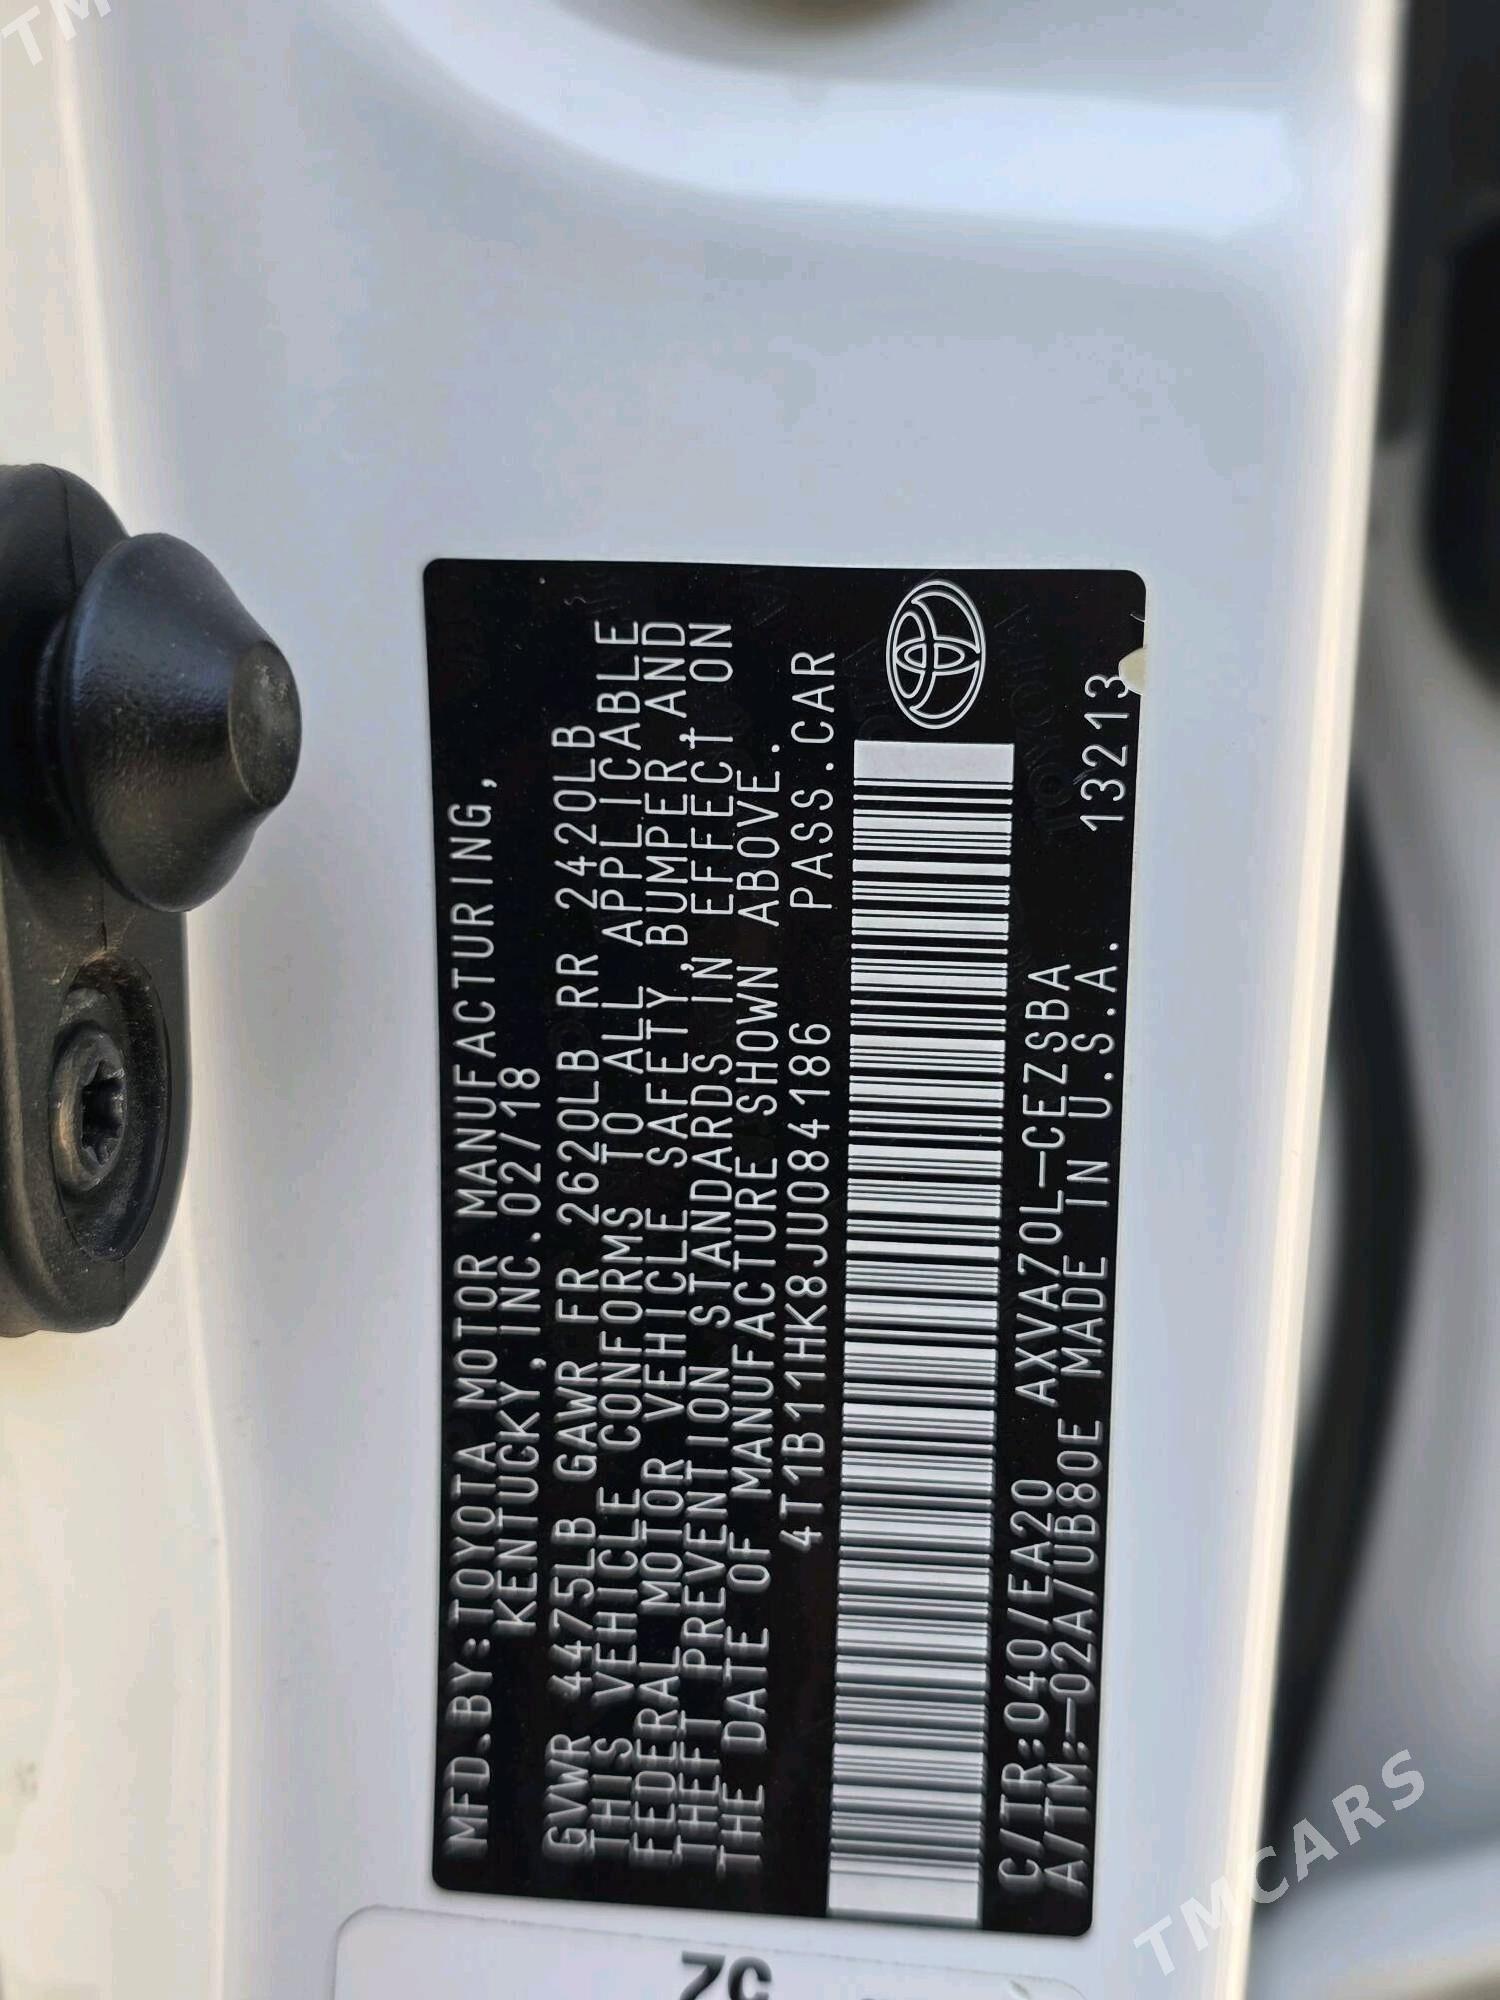 MFD.BY:TOYOTA MOTOR MANUFACTURING,
KENTUCKY,INC.02/18
GVWR 4475LB GAWR FR 2620LB RR 2420LB
THIS VEHICLE CONFORMS TO ALL APPLICABLE
FEDERAL MOTOR VEHICLE SAFETY,BUMPER,AND
THEFT PREVENTION STANDARDS IN EFFECT ON
THE DATE OF MANUFACTURE SHOWN ABOVE.
4T1B11HK8JU084186 PASS.CAR
C/TR:040/EA20 AXVA70L-CEZSBA 13213
A/TM:-02A/UB80E MADE IN U.S.A.
TMCARS